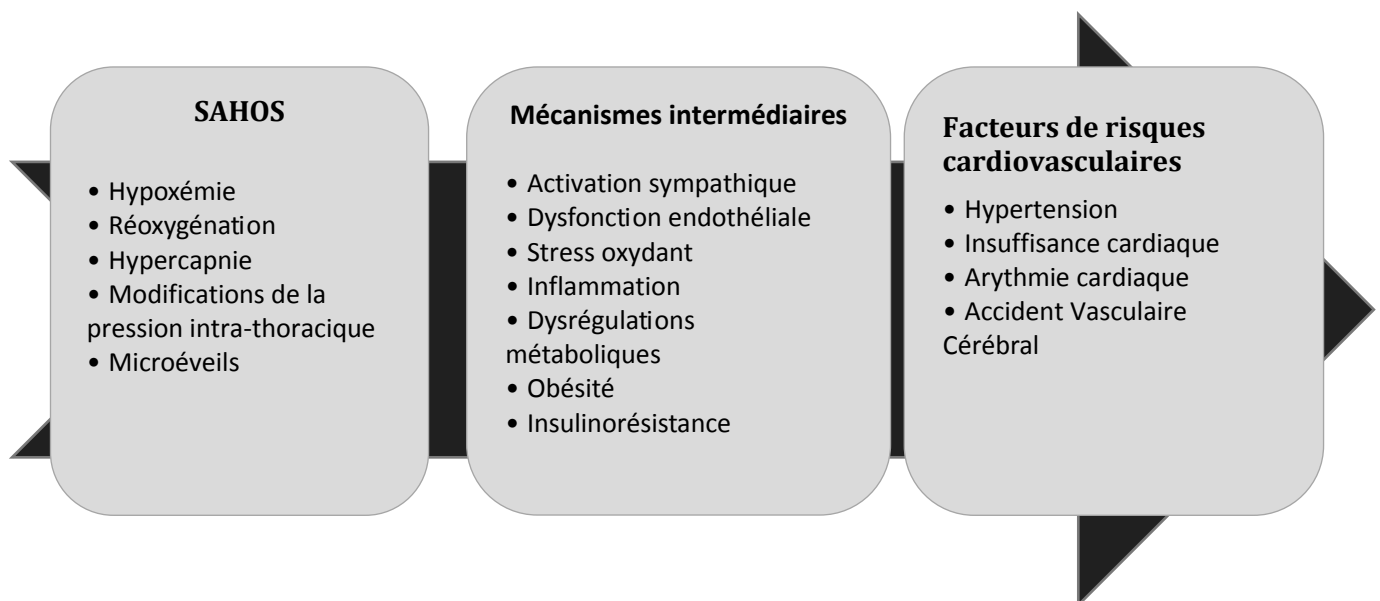 SAHOS
• Hypoxémie
• Réoxygénation
• Hypercapnie
• Modifications de la
pression intra-thoracique
• Microéveils
Mécanismes intermédiaires
• Activation sympathique
• Dysfonction endothéliale
• Stress oxydant
• Inflammation
• Dysrégulations
métaboliques
• Obésité
• Insulinorésistance
Facteurs de risques
cardiovasculaires
• Hypertension
• Insuffisance cardiaque
• Arythmie cardiaque
• Accident Vasculaire
Cérébral